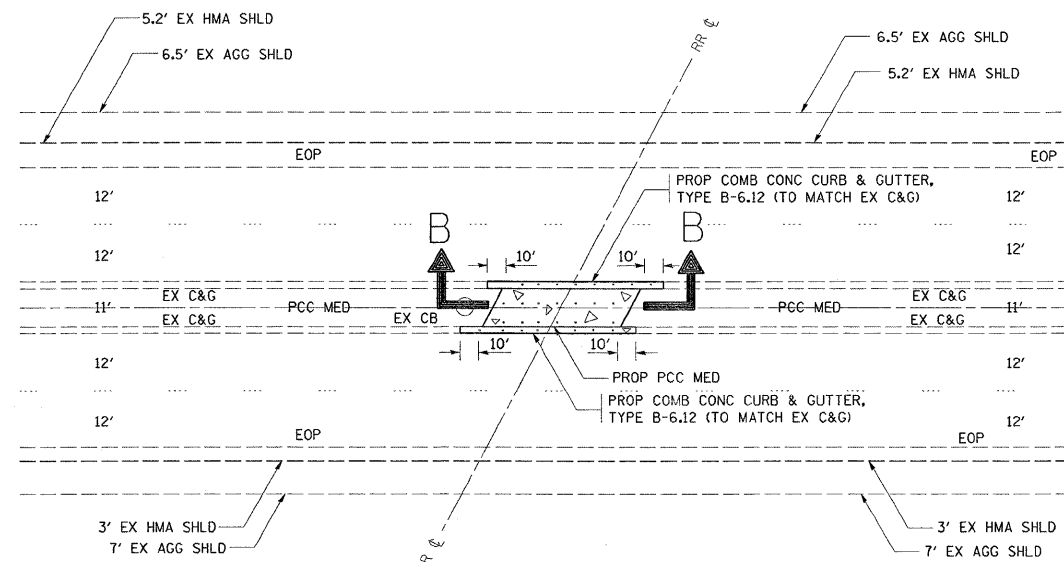 5.2' EX HMA SHLD
6.5' EX AGG SHLD
RR ℄
6.5' EX AGG SHLD
5.2' EX HMA SHLD
EOP
EOP
PROP COMB CONC CURB & GUTTER,
TYPE B-6.12 (TO MATCH EX C&G)
12'
12'
B
B
12'
10'
10'
12'
EX C&G
EX C&G
11'
PCC MED
PCC MED
11'
EX C&G
EX CB
EX C&G
10'
10'
12'
PROP PCC MED
12'
PROP COMB CONC CURB & GUTTER,
TYPE B-6.12 (TO MATCH EX C&G)
12'
12'
EOP
EOP
3' EX HMA SHLD
7' EX AGG SHLD
R ℄
3' EX HMA SHLD
7' EX AGG SHLD